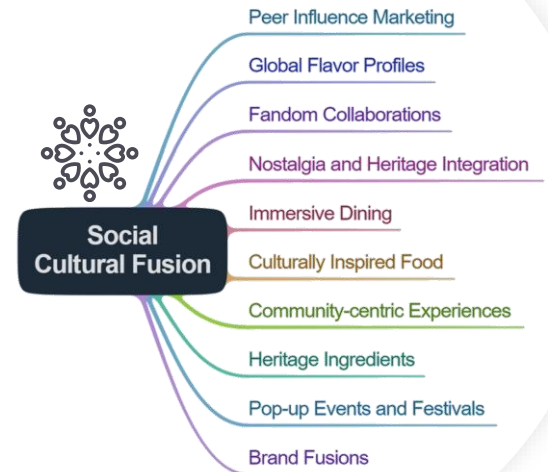 Peer Influence Marketing
Global Flavor Profiles
Fandom Collaborations
Nostalgia and Heritage Integration
Immersive Dining
Social
Cultural Fusion
Culturally Inspired Food
Community-centric Experiences
Heritage Ingredients
Pop-up Events and Festivals
Brand Fusions